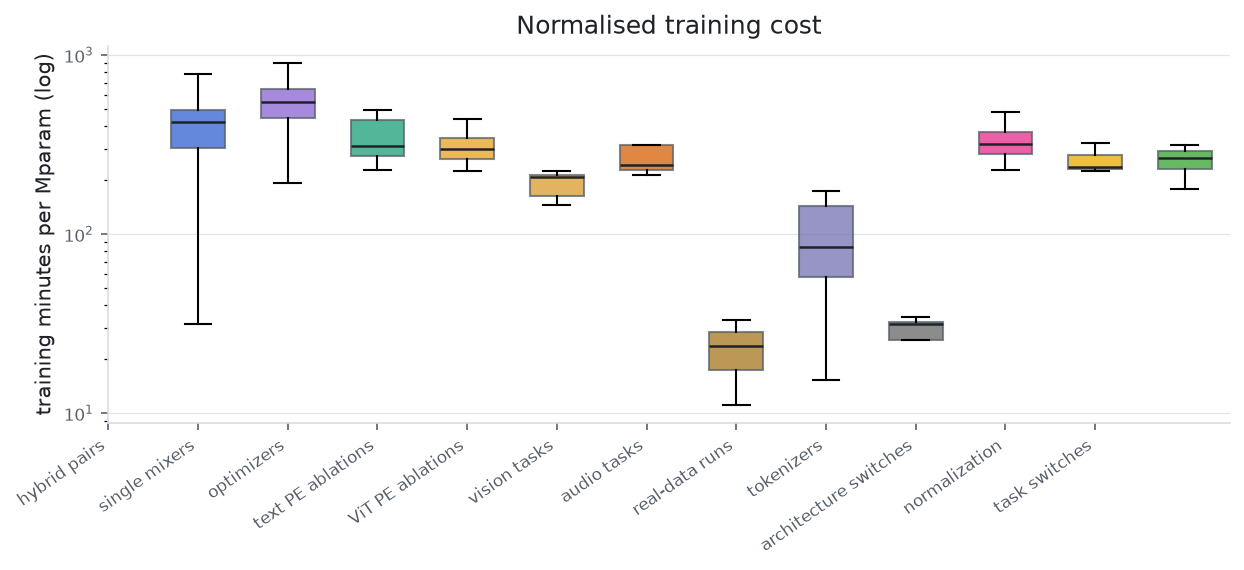 Normalised training cost
training minutes per Mparam (log)
10³
10²
10¹
hybrid pairs
single mixers
optimizers
text PE ablations
ViT PE ablations
vision tasks
audio tasks
real-data runs
tokenizers
architecture switches
normalization
task switches